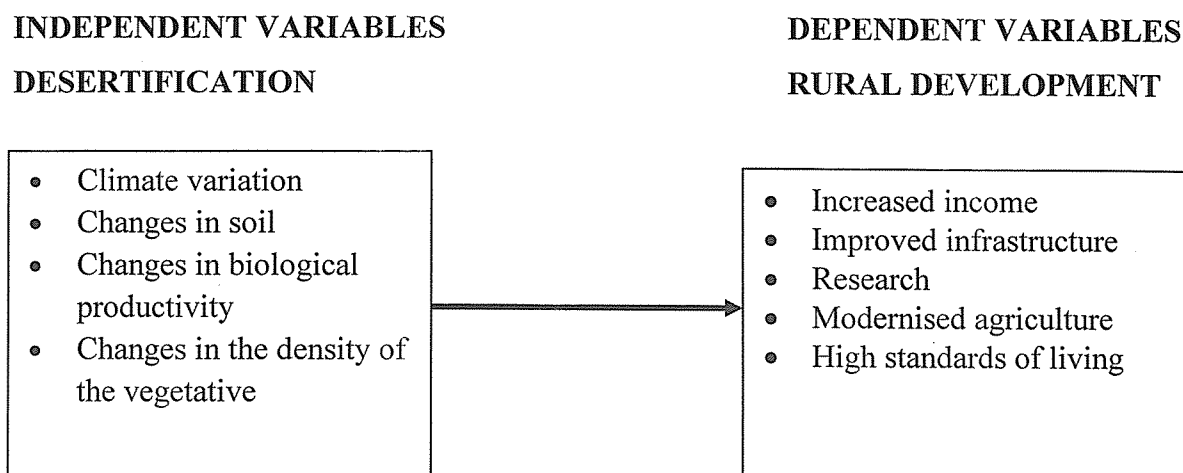 INDEPENDENT VARIABLES
DESERTIFICATION
• Climate variation
• Changes in soil
• Changes in biological
productivity
• Changes in the density of
the vegetative
DEPENDENT VARIABLES
RURAL DEVELOPMENT
• Increased income
• Improved infrastructure
• Research
• Modernised agriculture
• High standards of living